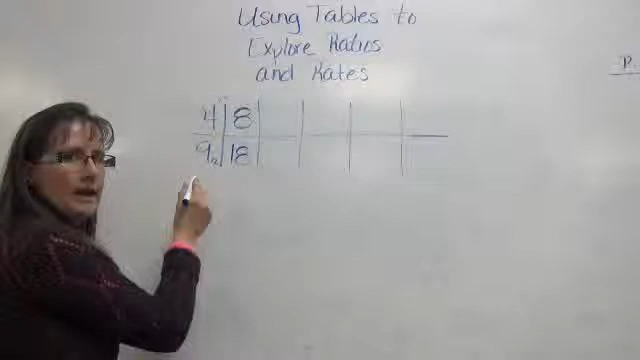 Using Tables to
Explore Ratios
and Rates
P.
4 8
9 18